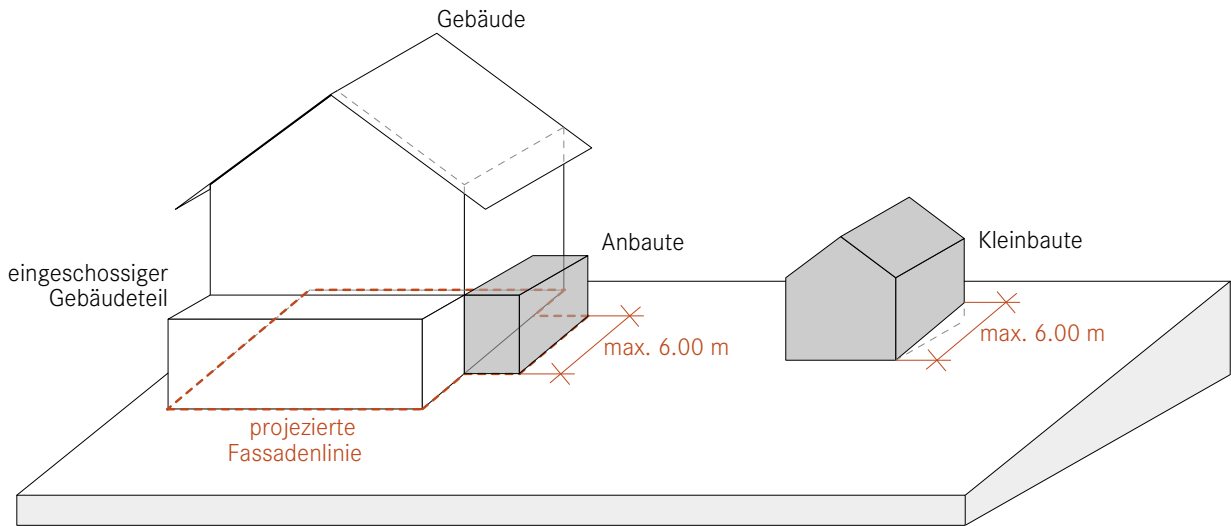 Gebäude
Anbaute
Kleinbaute
eingeschossiger
Gebäudeteil
max. 6.00 m
max. 6.00 m
projezierte
Fassadenlinie